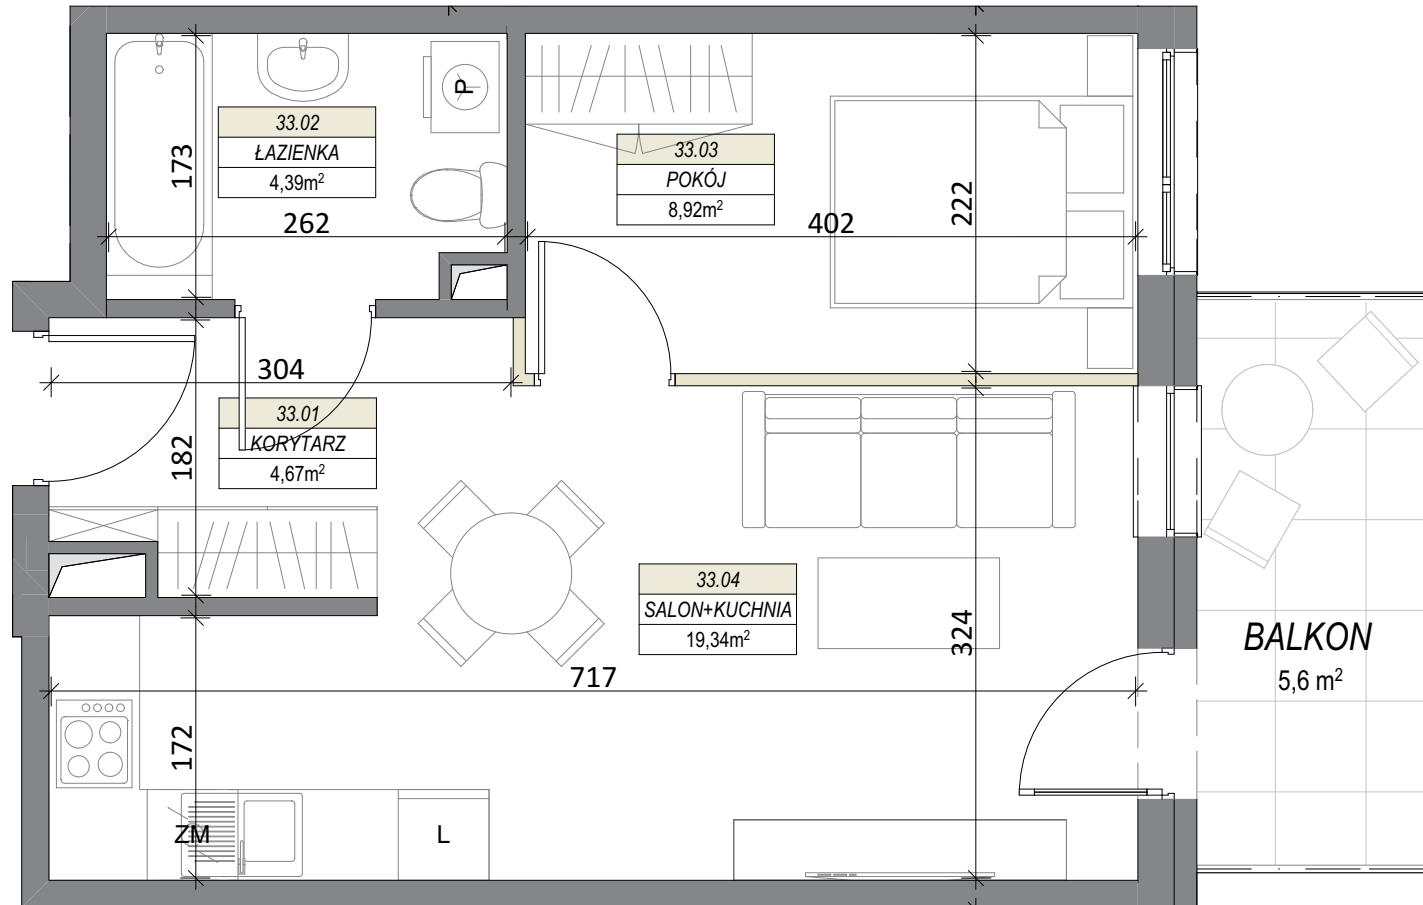 33.02
ŁAZIENKA
4,39m²
P
173
262
33.03
POKÓJ
8,92m²
402
222
304
33.01
KORYTARZ
4,67m²
182
33.04
SALON+KUCHNIA
19,34m²
324
717
172
ZM
L
BALKON
5,6 m²